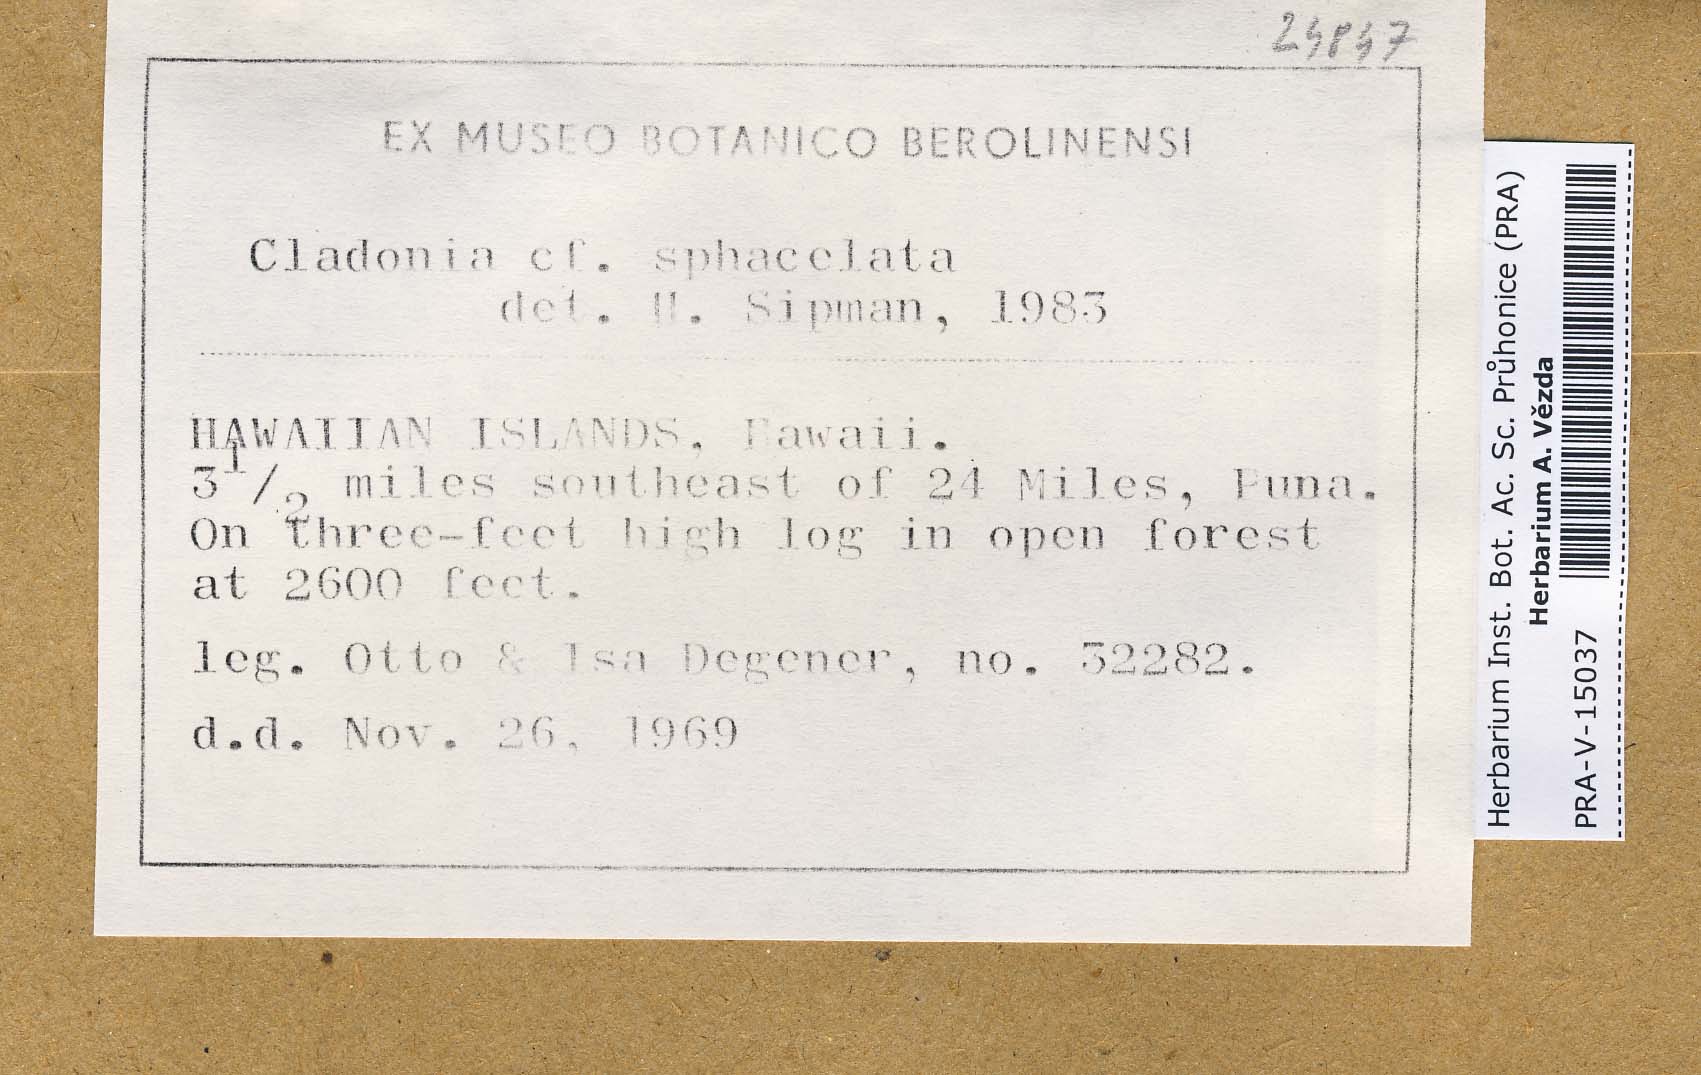 24847
EX MUSEO BOTANICO BEROLINENSI
Cladonia cf. sphacelata
det. H. Sipman, 1983
HAWAIIAN ISLANDS, Hawaii.
3 1/2 miles southeast of 24 Miles, Puna.
On three-feet high log in open forest
at 2600 feet.
leg. Otto & Isa Degener, no. 32282.
d.d. Nov. 26, 1969
Herbarium Inst. Bot. Ac. Sc. Průhonice (PRA)
Herbarium A. Vězda
PRA-V-15037